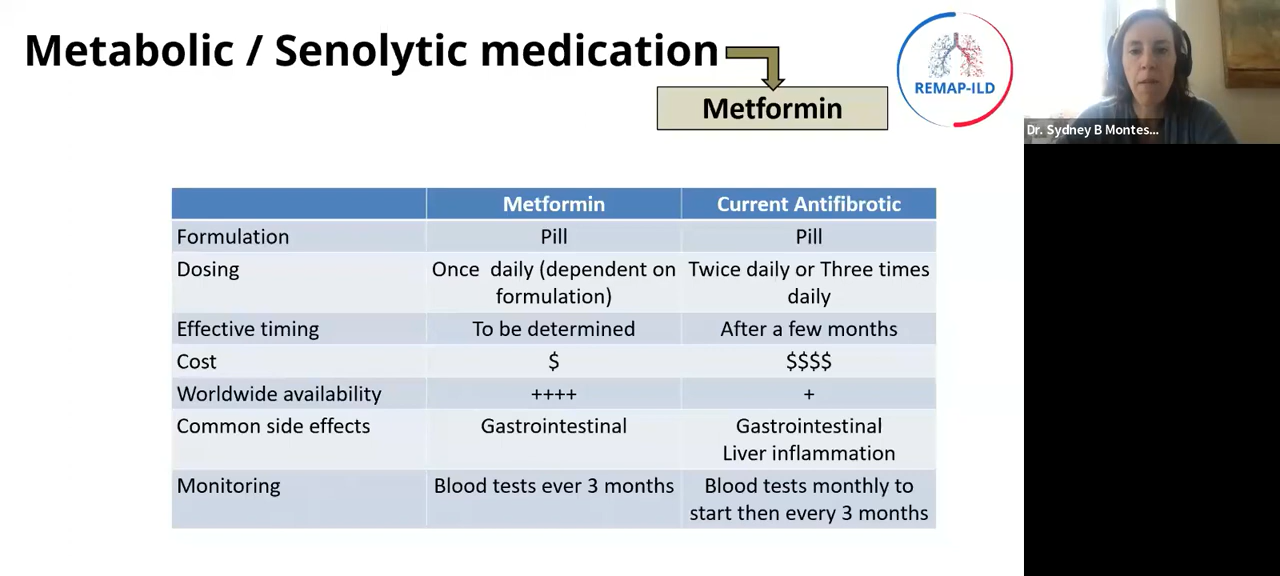 Metabolic / Senolytic medication
Metformin
REMAP-ILD
Dr. Sydney B Montes...
Metformin Current Antifibrotic
Formulation Pill Pill
Dosing Once daily (dependent on Twice daily or Three times
formulation) daily
Effective timing To be determined After a few months
Cost $ $$$$
Worldwide availability ++++ +
Common side effects Gastrointestinal Gastrointestinal
Liver inflammation
Monitoring Blood tests ever 3 months Blood tests monthly to
start then every 3 months